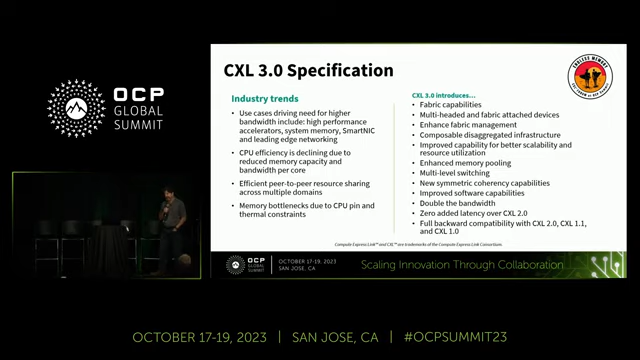 OCP
GLOBAL
SUMMIT
CXL 3.0 Specification
ENDLESS MEMORY
Industry trends
• Use cases driving need for higher
bandwidth include: high performance
accelerators, system memory, SmartNIC
and leading edge networking
• CPU efficiency is declining due to
reduced memory capacity and
bandwidth per core
• Efficient peer-to-peer resource sharing
across multiple domains
• Memory bottlenecks due to CPU pin and
thermal constraints
CXL 3.0 introduces...
• Fabric capabilities
• Multi-headed and fabric attached devices
• Enhance fabric management
• Composable disaggregated infrastructure
• Improved capability for better scalability and
resource utilization
• Enhanced memory pooling
• Multi-level switching
• New symmetric coherency capabilities
• Improved software capabilities
• Double the bandwidth
• Zero added latency over CXL 2.0
• Full backward compatibility with CXL 2.0, CXL 1.1,
and CXL 1.0
Compute Express Link™ and CXL™ are trademarks of the Compute Express Link Consortium.
OCP
GLOBAL
SUMMIT
OCTOBER 17-19, 2023
SAN JOSE, CA
Scaling Innovation Through Collaboration
OCTOBER 17-19, 2023 | SAN JOSE, CA | #OCPSUMMIT23